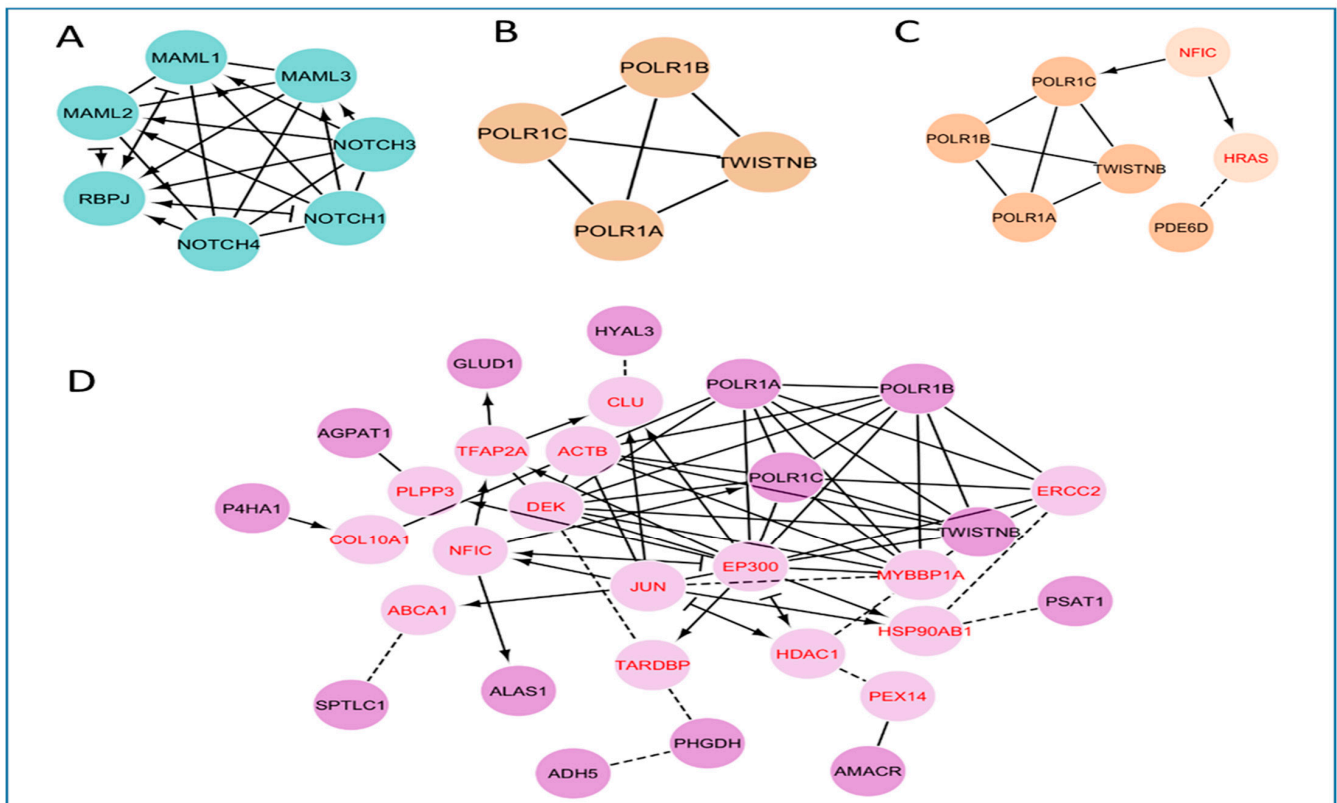 A
MAML1
MAML3
MAML2
NOTCH3
RBPJ
NOTCH1
NOTCH4
B
POLR1B
POLR1C
TWISTNB
POLR1A
C
NFIC
POLR1C
POLR1B
HRAS
TWISTNB
POLR1A
PDE6D
D
HYAL3
GLUD1
POLR1A
POLR1B
CLU
AGPAT1
TFAP2A
ACTB
POLR1C
PLPP3
ERCC2
P4HA1
DEK
TWISTNB
COL10A1
NFIC
EP300
MYBBP1A
JUN
ABCA1
PSAT1
HSP90AB1
HDAC1
TARDBP
ALAS1
PEX14
SPTLC1
PHGDH
ADH5
AMACR